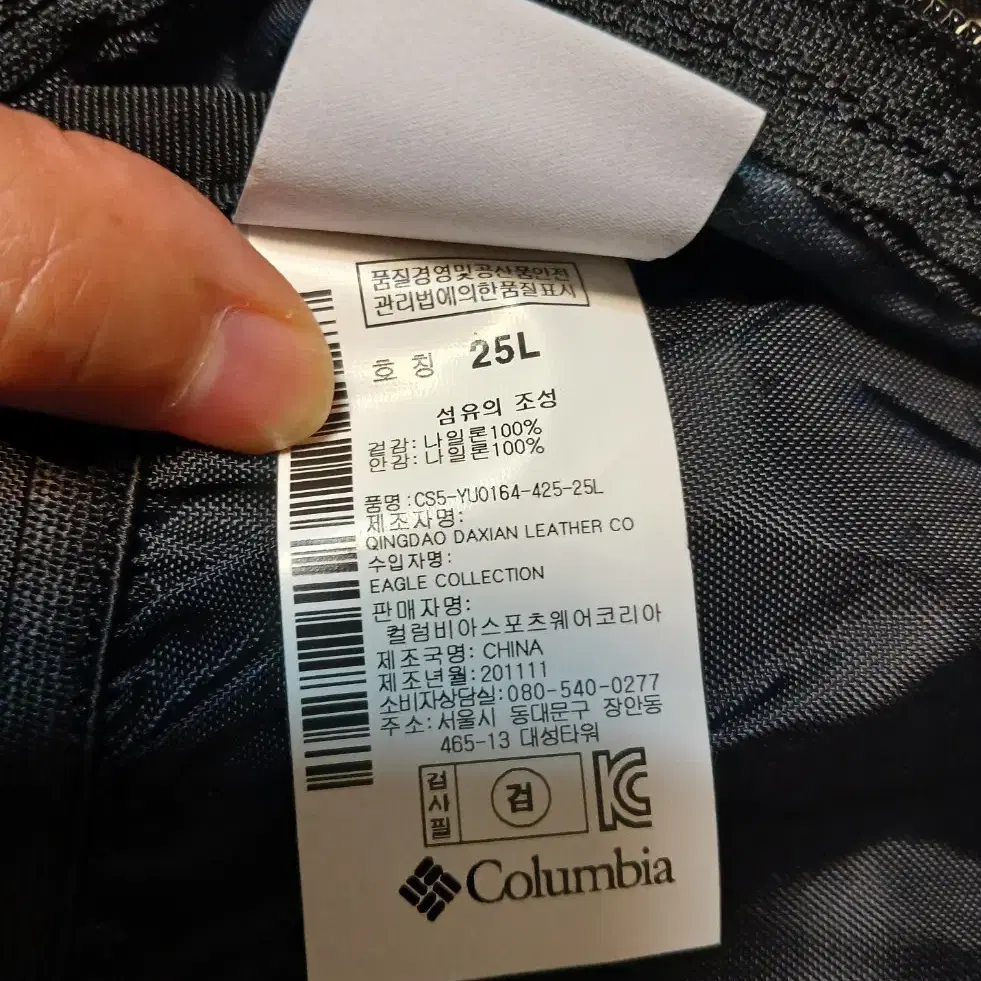 품질경영및공산품안전
관리법에의한품질표시
호 칭 25L
섬유의 조성
겉감: 나일론100%
안감: 나일론100%
품명 : CS5-YU0164-425-25L
제조자명:
QINGDAO DAXIAN LEATHER CO
수입자명:
EAGLE COLLECTION
판매자명:
컬럼비아스포츠웨어코리아
제조국명: CHINA
제조년월: 201111
소비자상담실: 080-540-0277
주소: 서울시 동대문구 장안동
465-13 대성타워
검사필 검
Columbia